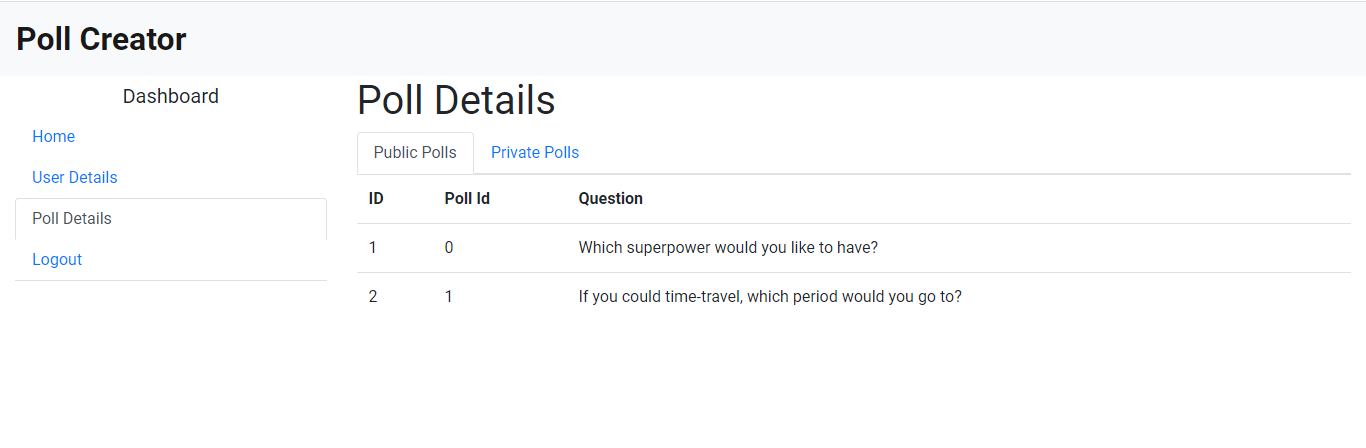 Poll Creator
Dashboard
Home
User Details
Poll Details
Logout
Poll Details
Public Polls Private Polls
ID Poll Id Question
1 0 Which superpower would you like to have?
2 1 If you could time-travel, which period would you go to?